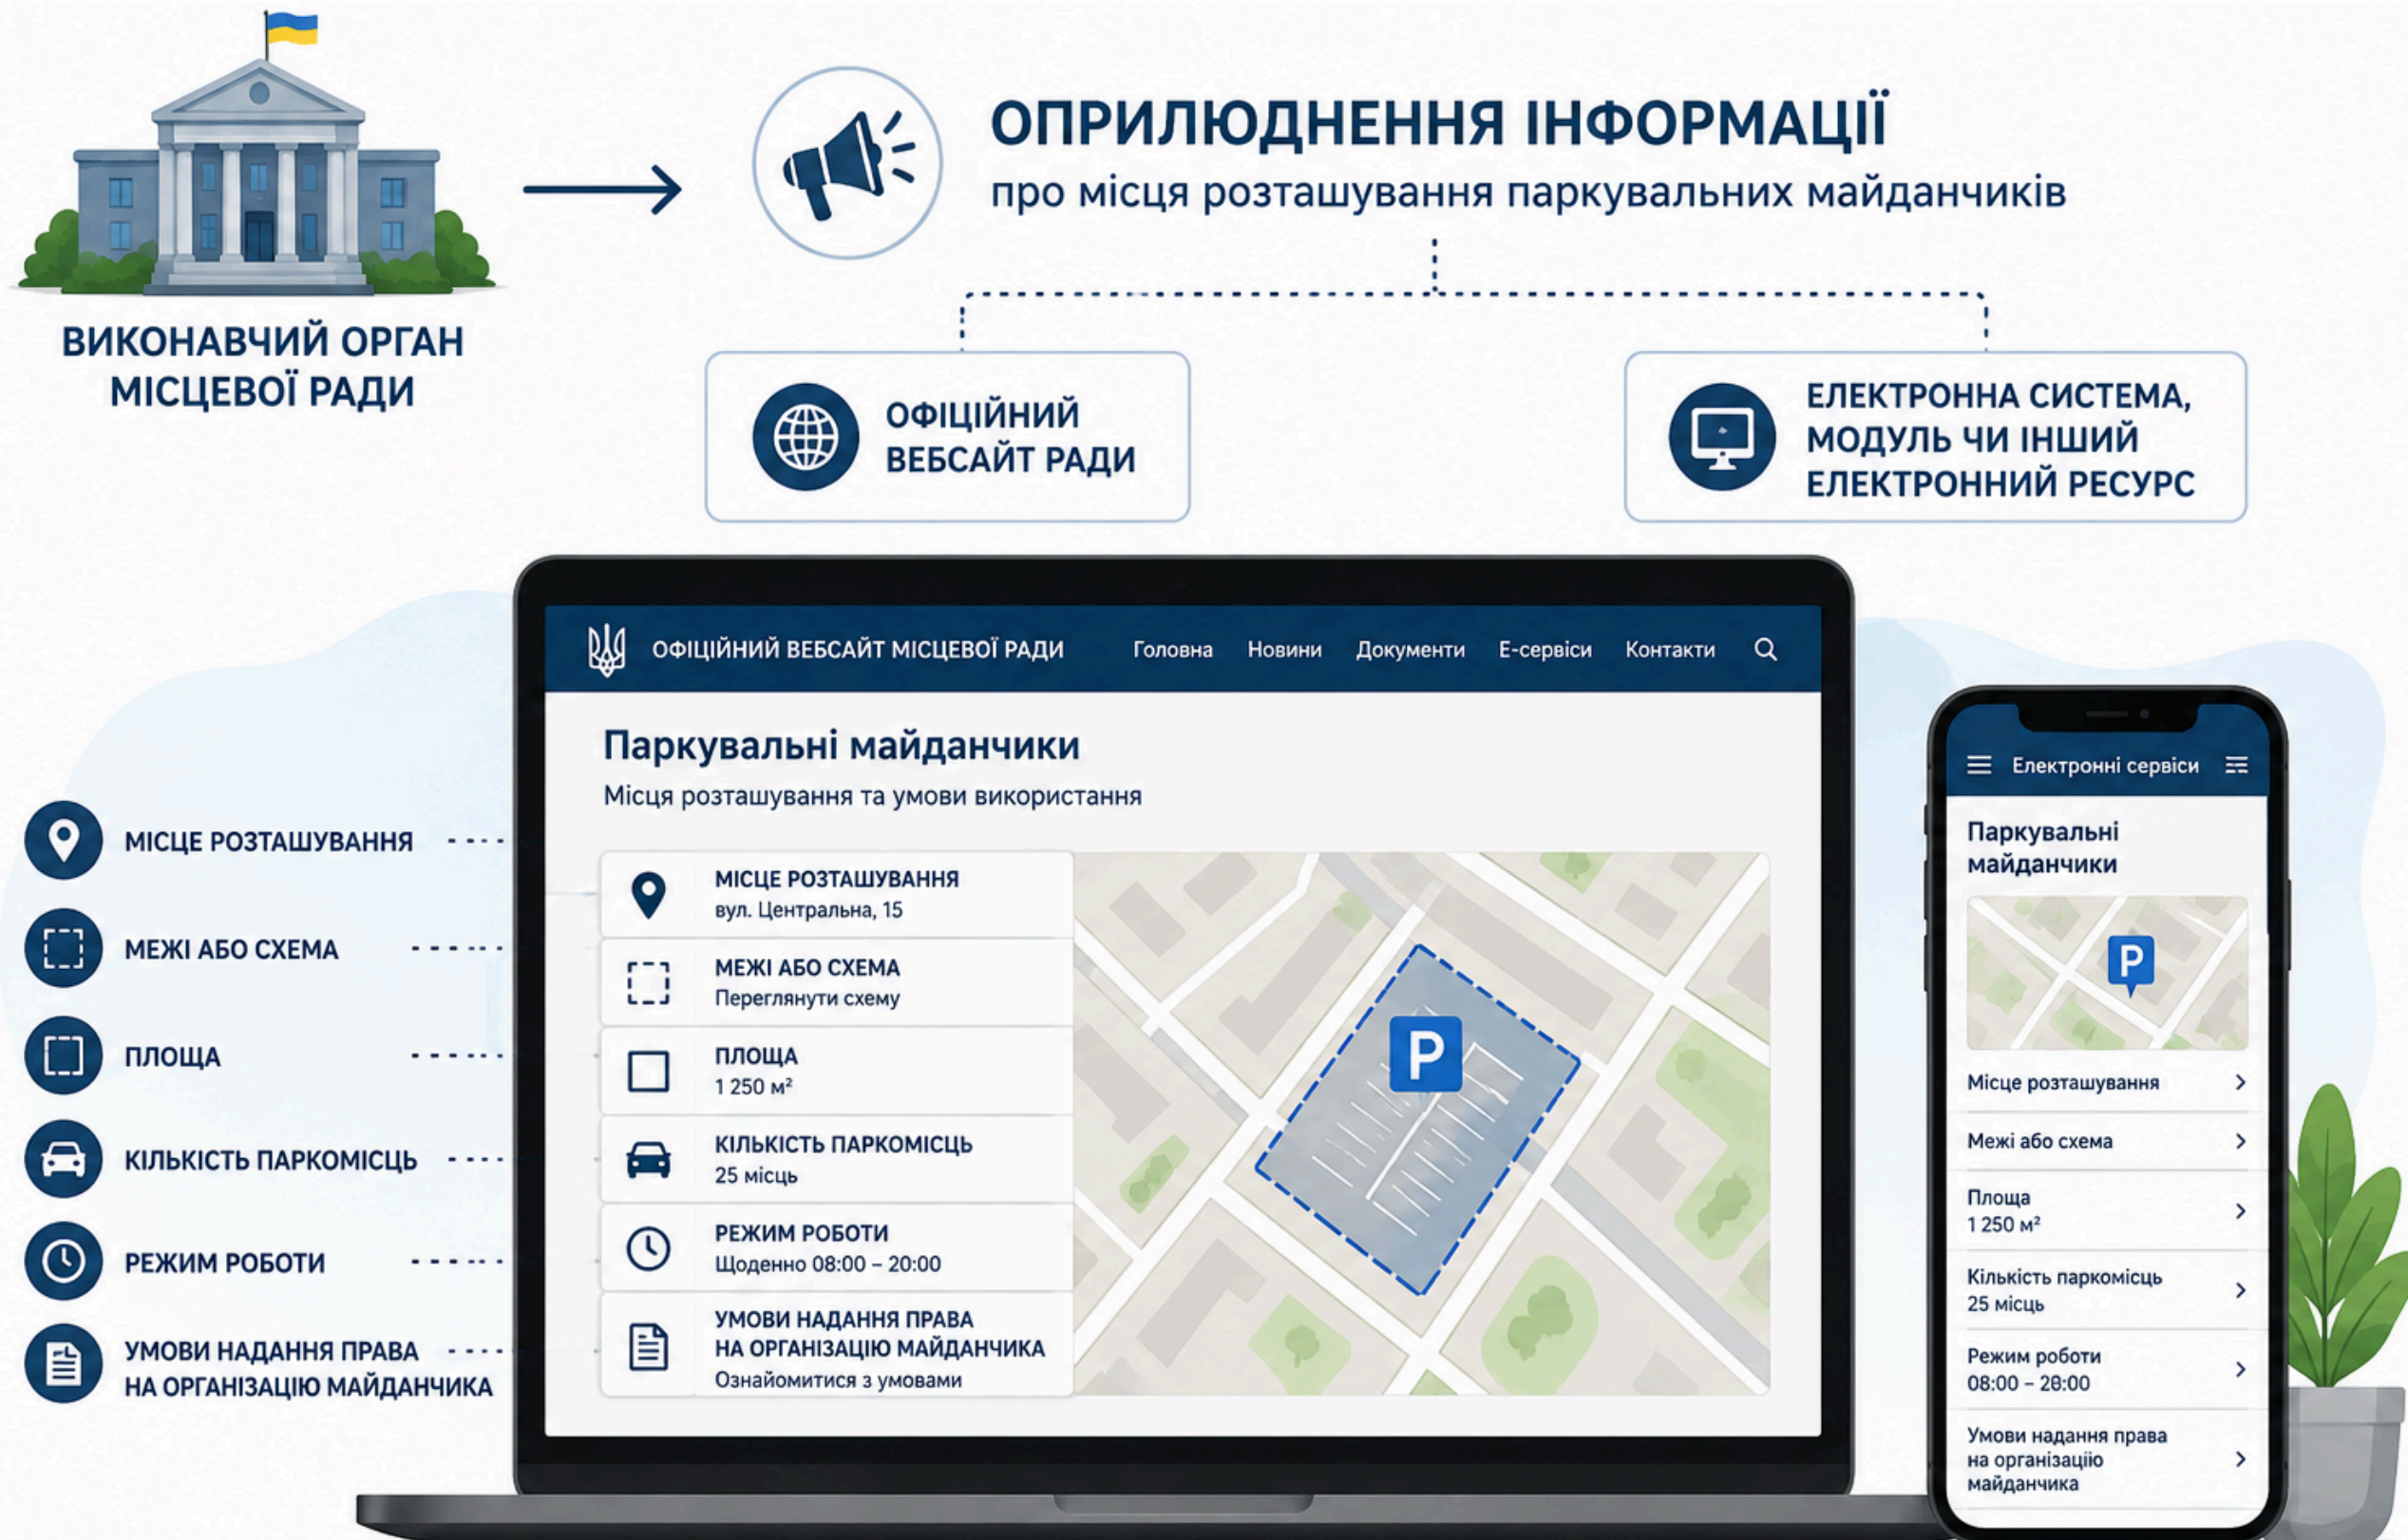 ВИКОНАВЧИЙ ОРГАН
МІСЦЕВОЇ РАДИ
ОПРИЛЮДНЕННЯ ІНФОРМАЦІЇ
про місця розташування паркувальних майданчиків
ОФІЦІЙНИЙ
ВЕБСАЙТ РАДИ
ЕЛЕКТРОННА СИСТЕМА,
МОДУЛЬ ЧИ ІНШИЙ
ЕЛЕКТРОННИЙ РЕСУРС
МІСЦЕ РОЗТАШУВАННЯ
МЕЖІ АБО СХЕМА
ПЛОЩА
КІЛЬКІСТЬ ПАРКОМІСЦЬ
РЕЖИМ РОБОТИ
УМОВИ НАДАННЯ ПРАВА
НА ОРГАНІЗАЦІЮ МАЙДАНЧИКА
ОФІЦІЙНИЙ ВЕБСАЙТ МІСЦЕВОЇ РАДИ Головна Новини Документи Е-сервіси Контакти
Паркувальні майданчики
Місця розташування та умови використання
МІСЦЕ РОЗТАШУВАННЯ
вул. Центральна, 15
МЕЖІ АБО СХЕМА
Переглянути схему
ПЛОЩА
1 250 м²
КІЛЬКІСТЬ ПАРКОМІСЦЬ
25 місць
РЕЖИМ РОБОТИ
Щоденно 08:00 – 20:00
УМОВИ НАДАННЯ ПРАВА
НА ОРГАНІЗАЦІЮ МАЙДАНЧИКА
Ознайомитися з умовами
P
Електронні сервіси
Паркувальні
майданчики
P
Місце розташування
Межі або схема
Площа
1 250 м²
Кількість паркомісць
25 місць
Режим роботи
08:00 – 28:00
Умови надання права
на організацію
майданчика